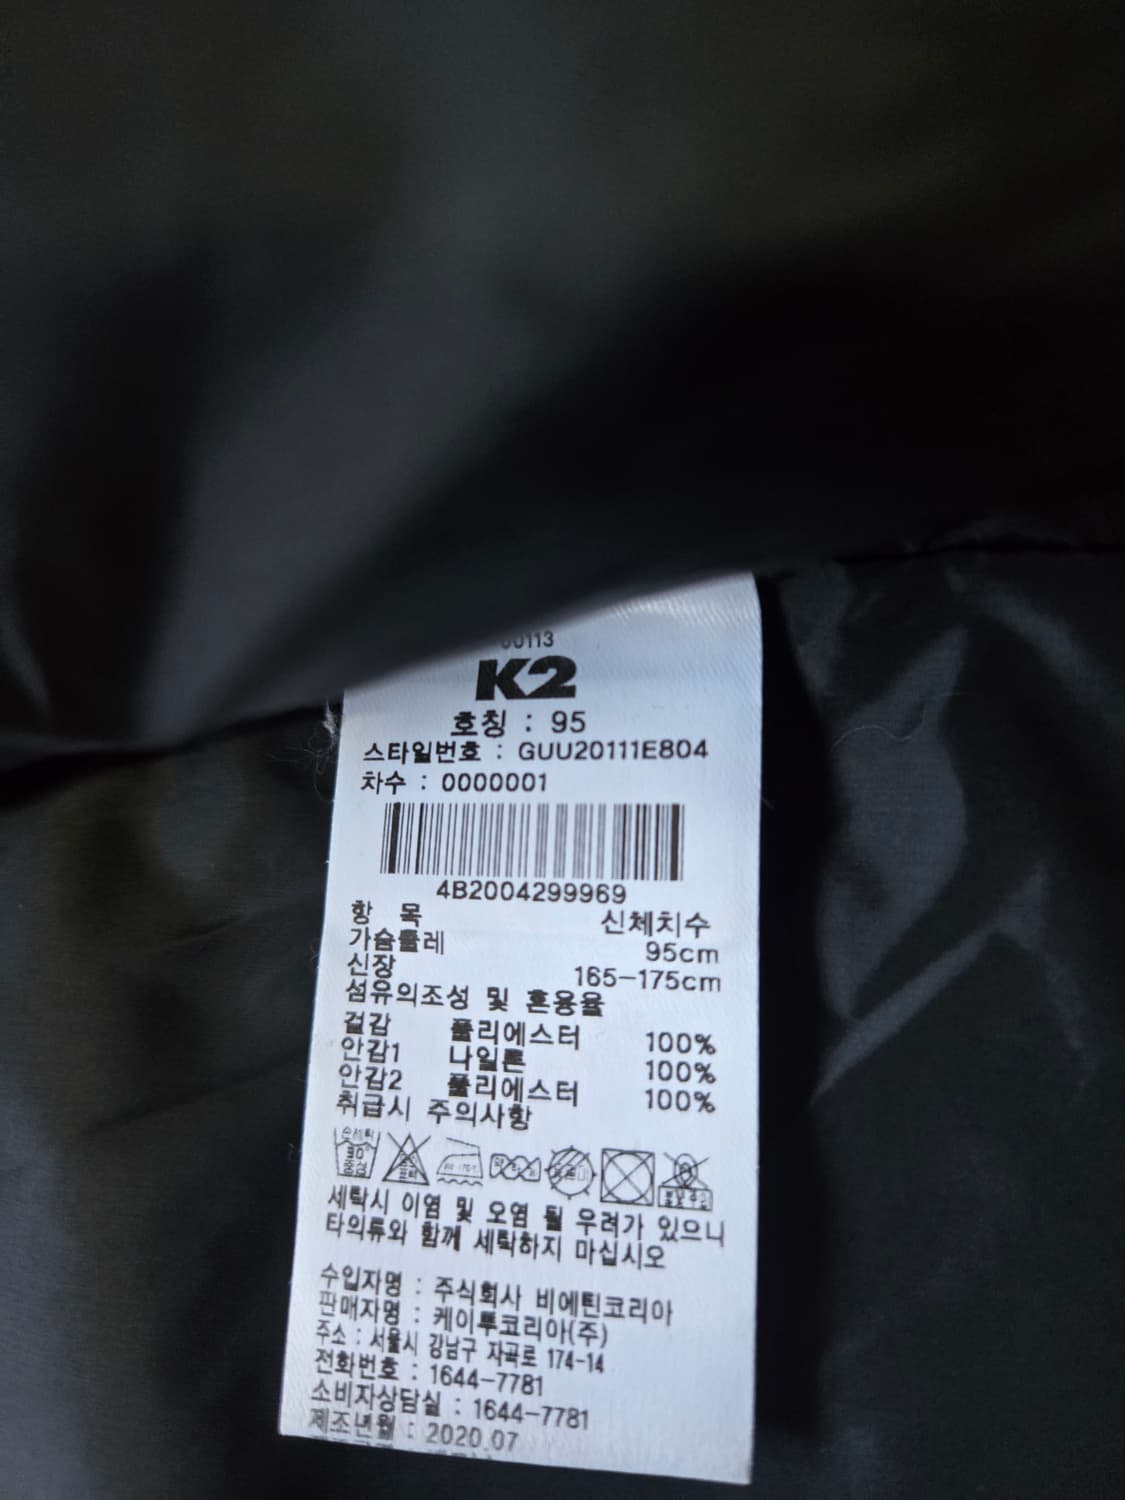 00113
K2
호칭 : 95
스타일번호 : GUU20111E804
차수 : 0000001
4B2004299969
항 목 신체치수
가슴둘레 95cm
신장 165-175cm
섬유의조성 및 혼용율
겉감 폴리에스터 100%
안감1 나일론 100%
안감2 폴리에스터 100%
취급시 주의사항
손세탁 30° 중성
세탁시 이염 및 오염 될 우려가 있으니
타의류와 함께 세탁하지 마십시오
수입자명 : 주식회사 비에틴코리아
판매자명 : 케이투코리아(주)
주소 : 서울시 강남구 자곡로 174-14
전화번호 : 1644-7781
소비자상담실 : 1644-7781
제조년월 : 2020.07